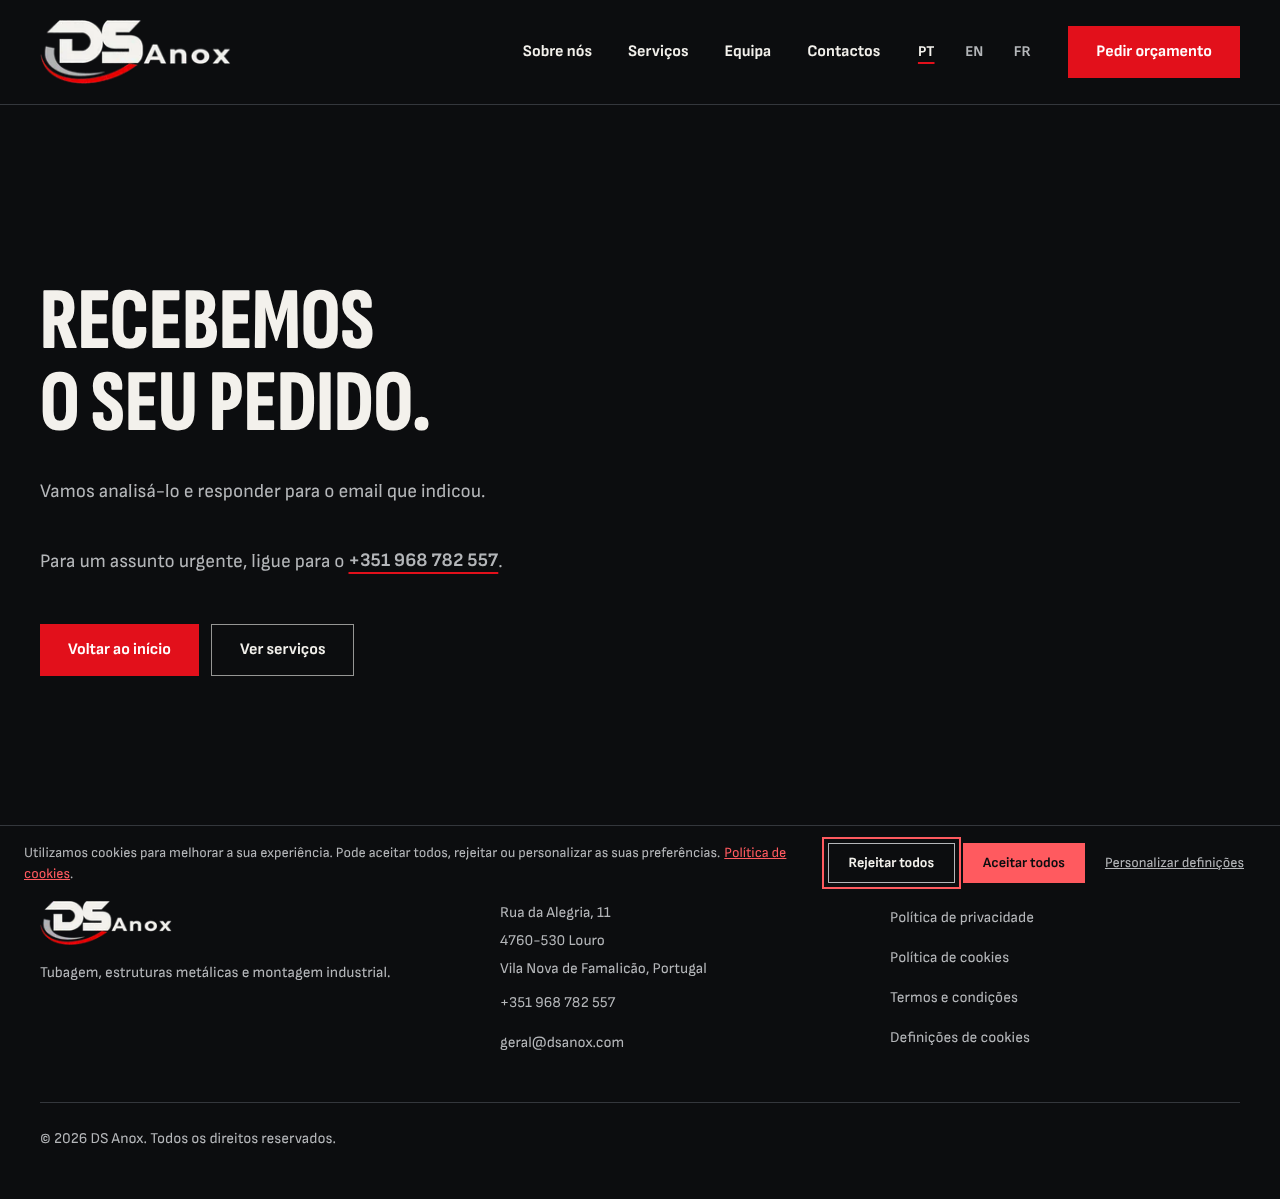 DS Anox
Sobre nós
Serviços
Equipa
Contactos
PT
EN
FR
Pedir orçamento
RECEBEMOS
O SEU PEDIDO.
Vamos analisá-lo e responder para o email que indicou.
Para um assunto urgente, ligue para o +351 968 782 557.
Voltar ao início
Ver serviços
Utilizamos cookies para melhorar a sua experiência. Pode aceitar todos, rejeitar ou personalizar as suas preferências. Política de
cookies.
Rejeitar todos
Aceitar todos
Personalizar definições
DS Anox
Tubagem, estruturas metálicas e montagem industrial.
Rua da Alegria, 11
4760-530 Louro
Vila Nova de Famalicão, Portugal
+351 968 782 557
geral@dsanox.com
Política de privacidade
Política de cookies
Termos e condições
Definições de cookies
© 2026 DS Anox. Todos os direitos reservados.